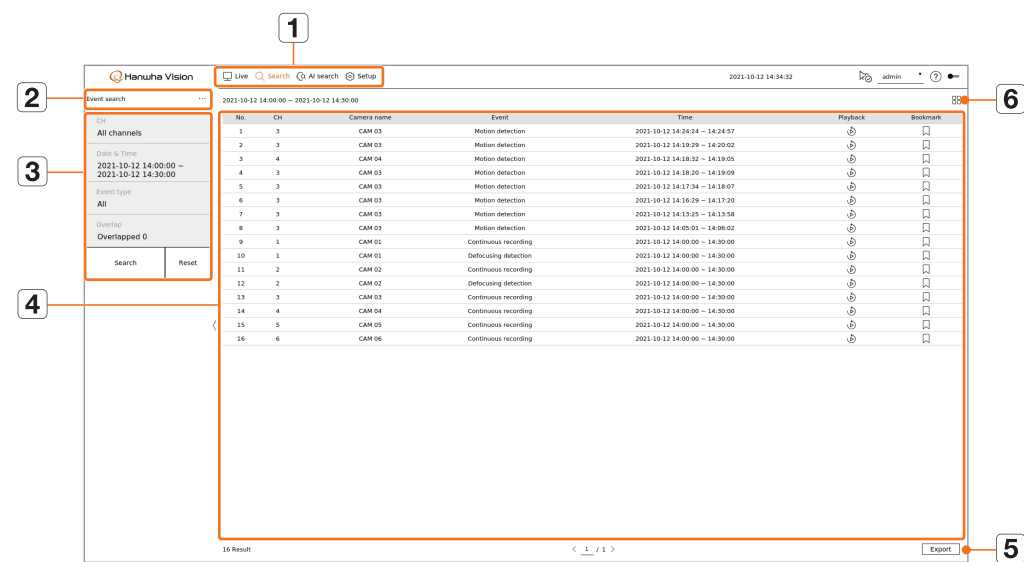 1
Hanwha Vision Live Search AI search Setup 2021-10-12 14:34:32 admin ?
2 Event search ... 2021-10-12 14:00:00 ~ 2021-10-12 14:30:00 6
No. CH Camera name Event Time Playback Bookmark
3
CH
All channels
Date & Time
2021-10-12 14:00:00 ~
2021-10-12 14:30:00
Event type
All
Overlap
Overlapped 0
Search Reset
4
1 3 CAM 03 Motion detection 2021-10-12 14:24:24 ~ 14:24:57
2 3 CAM 03 Motion detection 2021-10-12 14:19:29 ~ 14:20:02
3 4 CAM 04 Motion detection 2021-10-12 14:18:32 ~ 14:19:05
4 3 CAM 03 Motion detection 2021-10-12 14:18:20 ~ 14:19:09
5 3 CAM 03 Motion detection 2021-10-12 14:17:34 ~ 14:18:07
6 3 CAM 03 Motion detection 2021-10-12 14:16:29 ~ 14:17:20
7 3 CAM 03 Motion detection 2021-10-12 14:13:25 ~ 14:13:58
8 3 CAM 03 Motion detection 2021-10-12 14:05:01 ~ 14:06:02
9 1 CAM 01 Continuous recording 2021-10-12 14:00:00 ~ 14:30:00
10 1 CAM 01 Defocusing detection 2021-10-12 14:00:00 ~ 14:30:00
11 2 CAM 02 Continuous recording 2021-10-12 14:00:00 ~ 14:30:00
12 2 CAM 02 Defocusing detection 2021-10-12 14:00:00 ~ 14:30:00
13 3 CAM 03 Continuous recording 2021-10-12 14:00:00 ~ 14:30:00
14 4 CAM 04 Continuous recording 2021-10-12 14:00:00 ~ 14:30:00
15 5 CAM 05 Continuous recording 2021-10-12 14:00:00 ~ 14:30:00
16 6 CAM 06 Continuous recording 2021-10-12 14:00:00 ~ 14:30:00
16 Result < 1 / 1 > Export 5